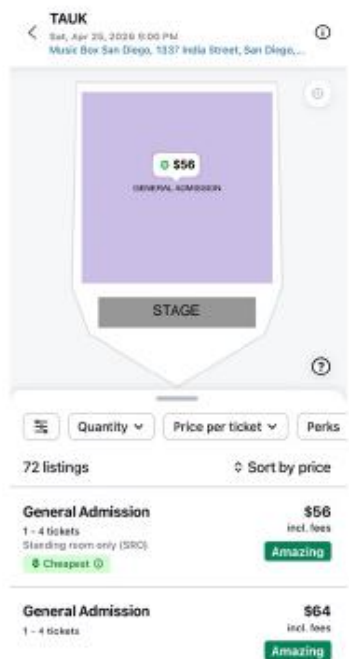 TAUK
Sat, Apr 25, 2026 6:00 PM
Music Box San Diego, 1337 India Street, San Diego,...
$56
GENERAL ADMISSION
STAGE
Quantity
Price per ticket
Perks
72 listings
Sort by price
General Admission
$56
1 - 4 tickets
incl. fees
Standing room only (SRO)
Amazing
Cheapest
General Admission
$64
1 - 4 tickets
incl. fees
Amazing